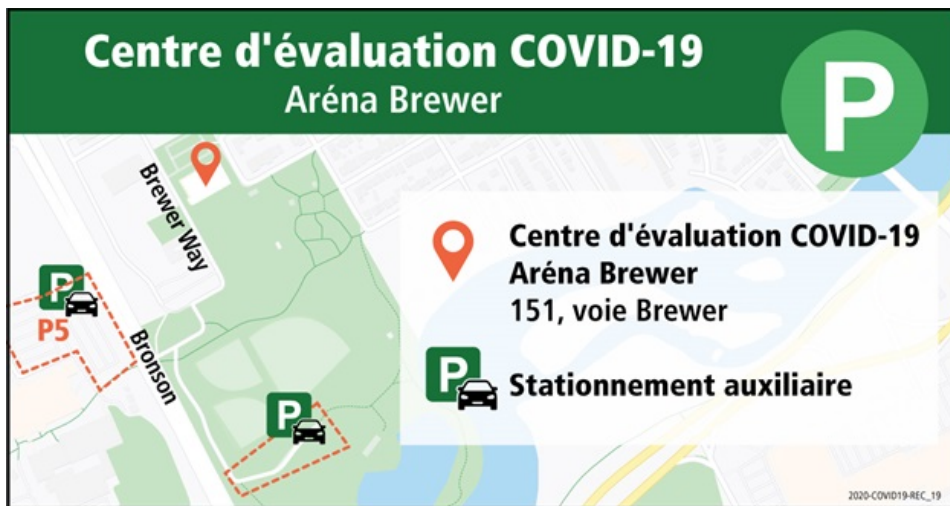 Centre d'évaluation COVID-19
Aréna Brewer
P
Brewer Way
P
P5
Bronson
P
Centre d'évaluation COVID-19
Aréna Brewer
151, voie Brewer
P
Stationnement auxiliaire
2020-COVID19-REC_19